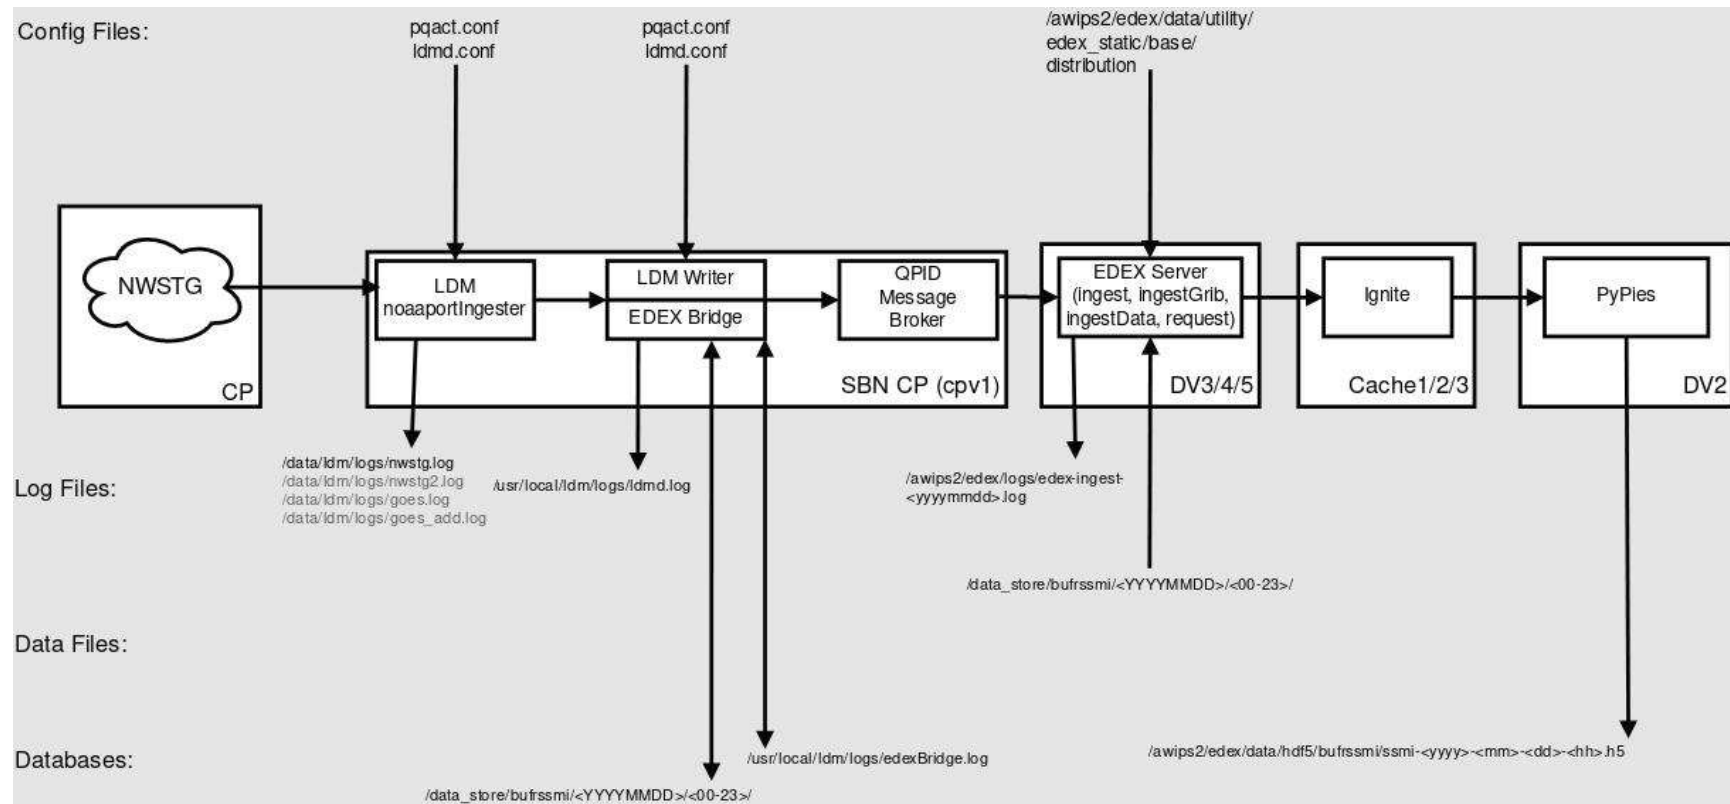 Config Files:
pqact.conf
ldmd.conf
pqact.conf
ldmd.conf
/awips2/edex/data/utility/
edex_static/base/
distribution
NWSTG
CP
LDM
noaaportIngester
LDM Writer
EDEX Bridge
QPID
Message
Broker
SBN CP (cpv1)
EDEX Server
(ingest, ingestGrib,
ingestData, request)
DV3/4/5
Ignite
Cache1/2/3
PyPies
DV2
Log Files:
/data/ldm/logs/nwstg.log
/data/ldm/logs/nwstg2.log
/data/ldm/logs/goes.log
/data/ldm/logs/goes_add.log
/usr/local/ldm/logs/ldmd.log
/awips2/edex/logs/edex-ingest-
<yyyymmdd>.log
/data_store/bufrssmi/<YYYYMMDD>/<00-23>/
Data Files:
Databases:
/usr/local/ldm/logs/edexBridge.log
/awips2/edex/data/hdf5/bufrssmi/ssmi-<yyyy>-<mm>-<dd>-<hh>.h5
/data_store/bufrssmi/<YYYYMMDD>/<00-23>/